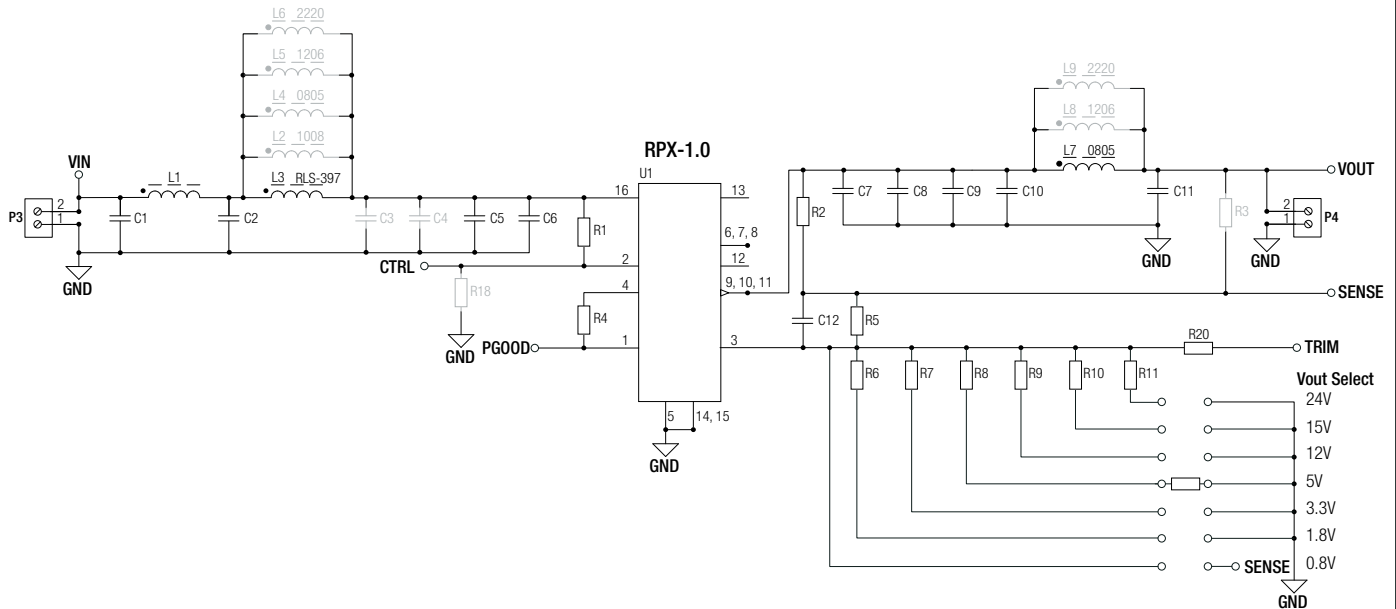 L6 2220
L5 1206
L4 0805
L2 1008
L9 2220
L8 1206
L7 0805
RPX-1.0
U1
VIN
L1
L3 RLS-397
P3
2
1
C1
C2
C3
C4
C5
C6
R1
16
13
6, 7, 8
12
9, 10, 11
2
4
1
3
5
14, 15
R2
C7
C8
C9
C10
C11
R3
VOUT
2
1
P4
GND
GND
GND
CTRL
R18
GND
R4
PGOOD
GND
SENSE
C12
R5
R20
TRIM
R6
R7
R8
R9
R10
R11
Vout Select
24V
15V
12V
5V
3.3V
1.8V
SENSE
0.8V
GND